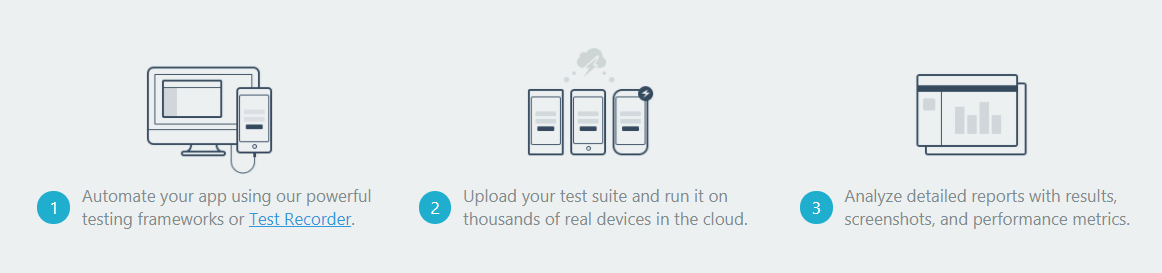 1
Automate your app using our powerful
testing frameworks or Test Recorder.
2
Upload your test suite and run it on
thousands of real devices in the cloud.
3
Analyze detailed reports with results,
screenshots, and performance metrics.